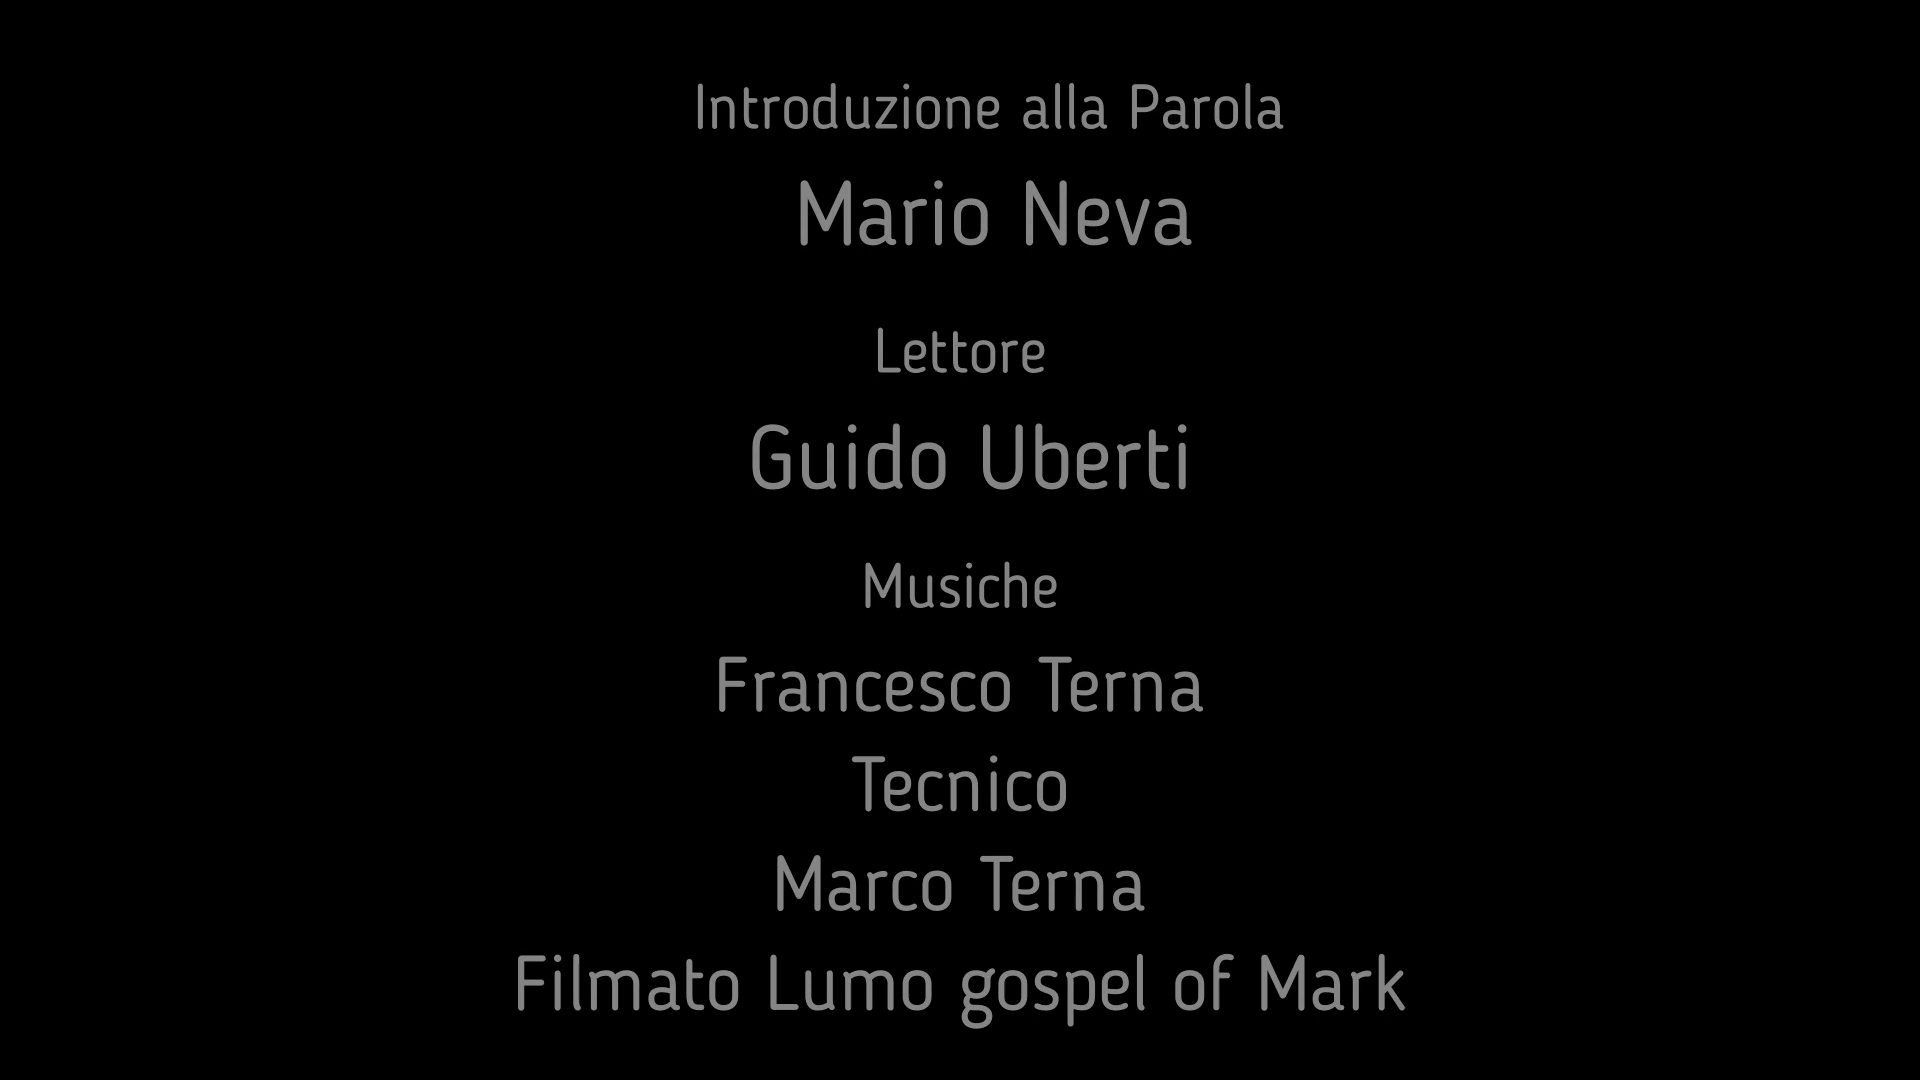 Introduzione alla Parola
Mario Neva
Lettore
Guido Uberti
Musiche
Francesco Terna
Tecnico
Marco Terna
Filmato Lumo gospel of Mark